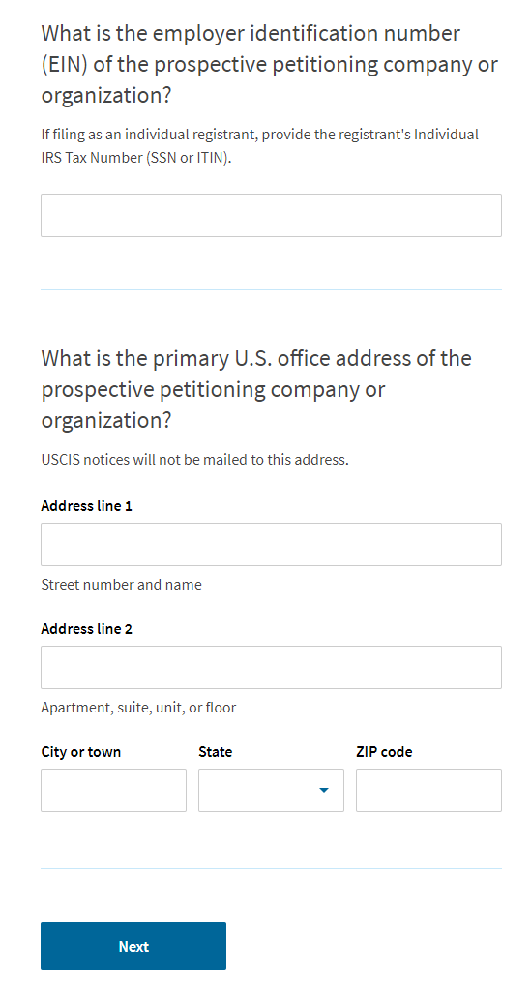 What is the employer identification number
(EIN) of the prospective petitioning company or
organization?
If filing as an individual registrant, provide the registrant's Individual
IRS Tax Number (SSN or ITIN).
What is the primary U.S. office address of the
prospective petitioning company or
organization?
USCIS notices will not be mailed to this address.
Address line 1
Street number and name
Address line 2
Apartment, suite, unit, or floor
City or town State ZIP code
Next